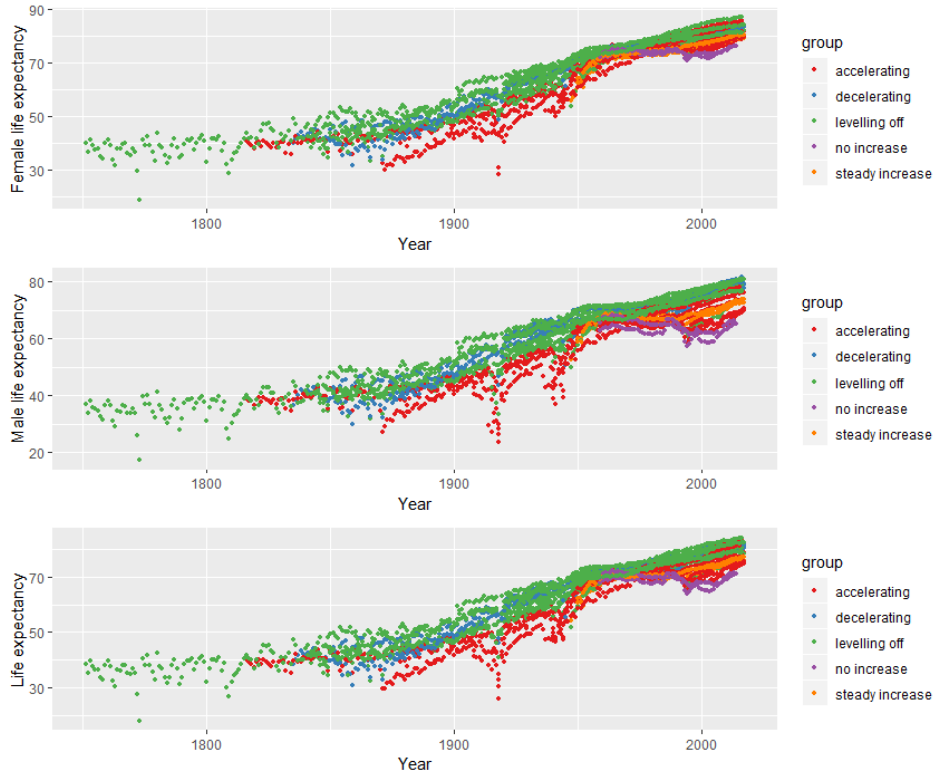 Female life expectancy
90
70
50
30
1800
1900
2000
Year
group
accelerating
decelerating
levelling off
no increase
steady increase
Male life expectancy
80
60
40
20
1800
1900
2000
Year
group
accelerating
decelerating
levelling off
no increase
steady increase
Life expectancy
70
50
30
1800
1900
2000
Year
group
accelerating
decelerating
levelling off
no increase
steady increase